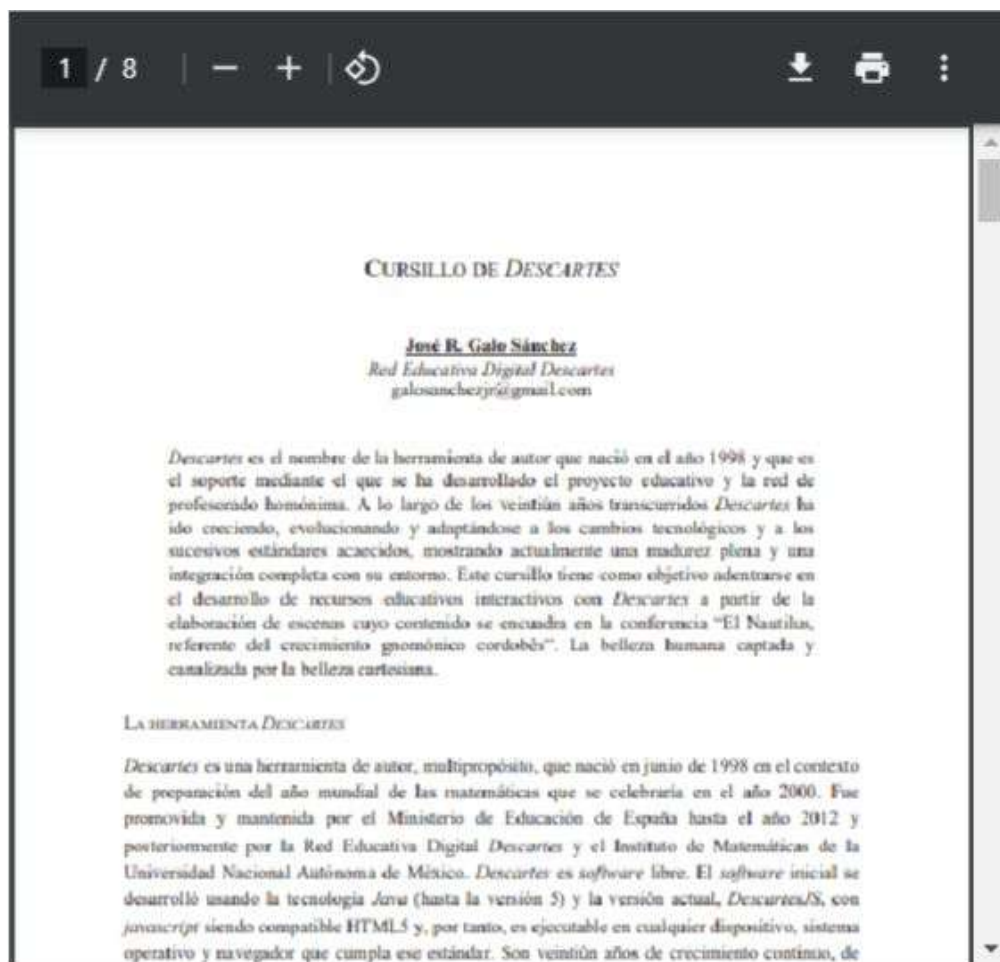 1 / 8
CURSILLO DE DESCARTES
José R. Galo Sánchez
Red Educativa Digital Descartes
galosanchezjr@gmail.com
Descartes es el nombre de la herramienta de autor que nació en el año 1998 y que es
el soporte mediante el que se ha desarrollado el proyecto educativo y la red de
profesorado homónima. A lo largo de los veintiún años transcurridos Descartes ha
ido creciendo, evolucionando y adaptándose a los cambios tecnológicos y a los
sucesivos estándares acaecidos, mostrando actualmente una madurez plena y una
integración completa con su entorno. Este cursillo tiene como objetivo adentrarse en
el desarrollo de recursos educativos interactivos con Descartes a partir de la
elaboración de escenas cuyo contenido se encuadra en la conferencia “El Nautilus,
referente del crecimiento gnomónico cordobés“. La belleza humana captada y
canalizada por la belleza cartesiana.
LA HERRAMIENTA DESCARTES
Descartes es una herramienta de autor, multipropósito, que nació en junio de 1998 en el contexto
de preparación del año mundial de las matemáticas que se celebraría en el año 2000. Fue
promovida y mantenida por el Ministerio de Educación de España hasta el año 2012 y
posteriormente por la Red Educativa Digital Descartes y el Instituto de Matemáticas de la
Universidad Nacional Autónoma de México. Descartes es software libre. El software inicial se
desarrolló usando la tecnología Java (hasta la versión 5) y la versión actual, DescartesJS, con
javascript siendo compatible HTML5 y, por tanto, es ejecutable en cualquier dispositivo, sistema
operativo y navegador que cumpla ese estándar. Son veintiún años de crecimiento continuo, de